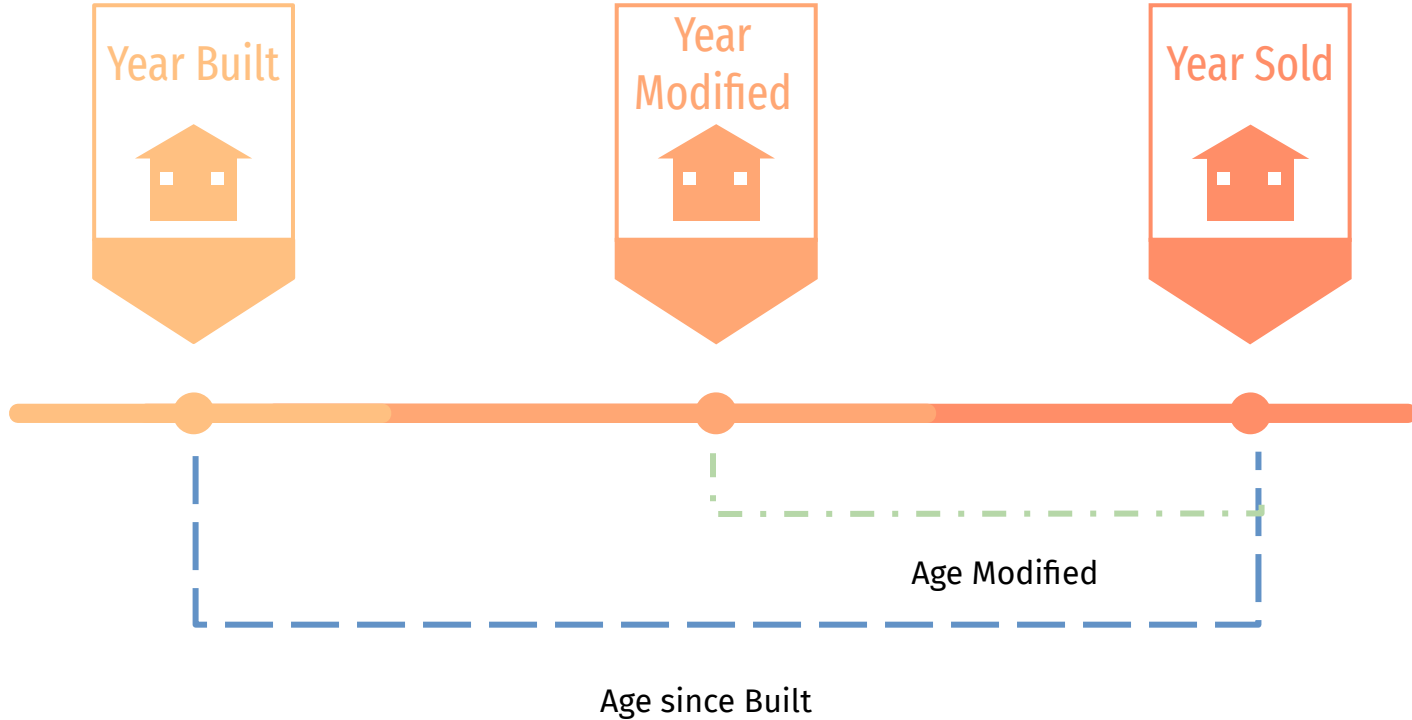 Year Built
Year
Modified
Year Sold
Age Modified
Age since Built